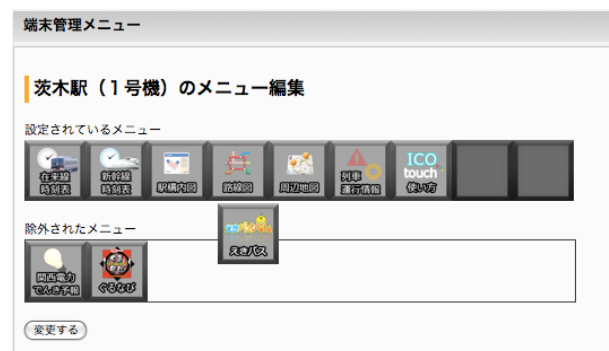 端末管理メニュー
茨木駅（１号機）のメニュー編集
設定されているメニュー
在来線
時刻表
新幹線
時刻表
駅構内図
路線図
周辺地図
列車
運行情報
ICO
touch
使い方
えきバス
除外されたメニュー
関西電力
でんき予報
ぐるなび
変更する